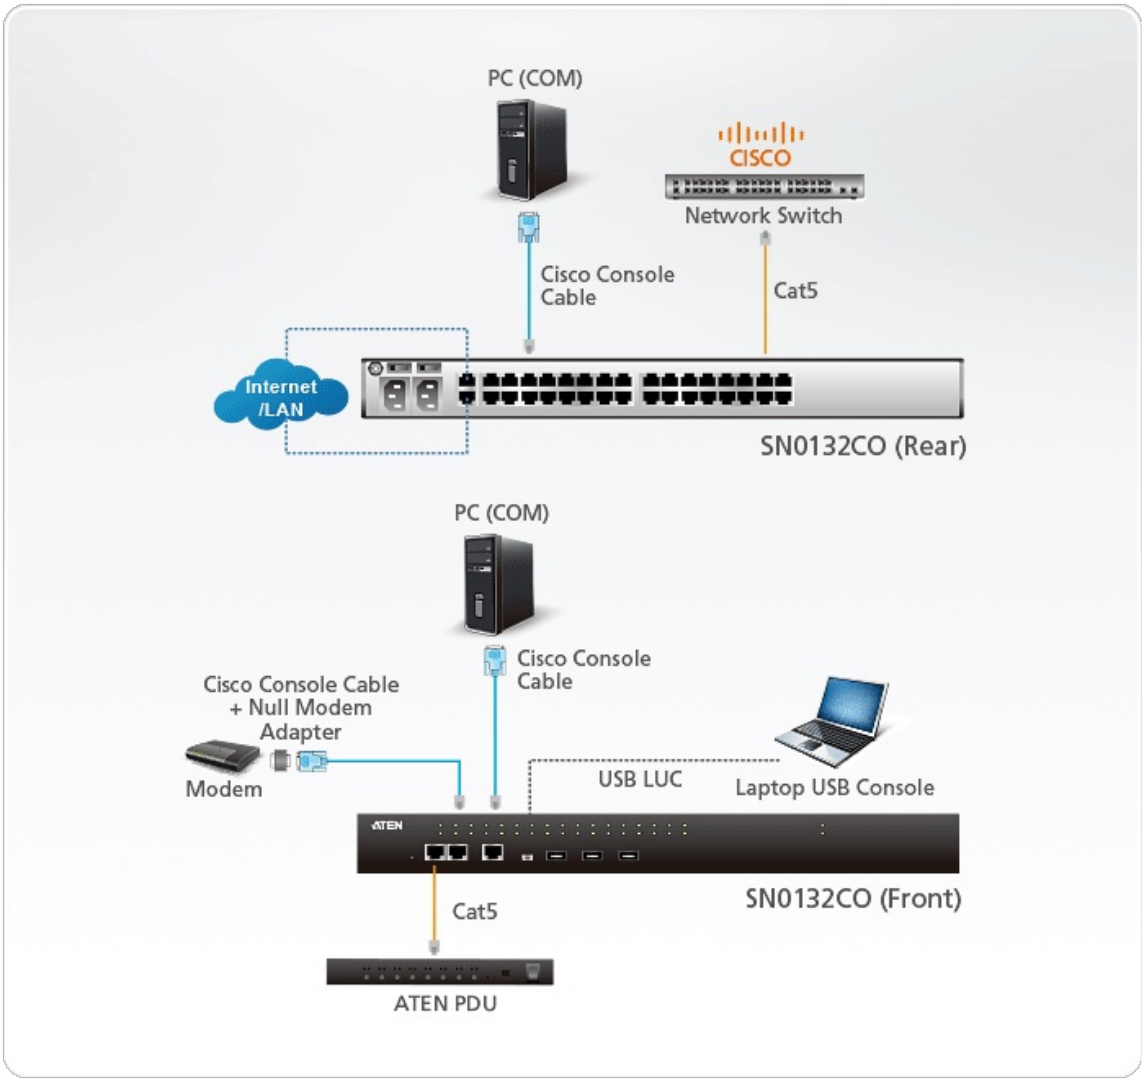 PC (COM)
CISCO
Network Switch
Cisco Console
Cable
Cat5
Internet
/LAN
SN0132CO (Rear)
PC (COM)
Cisco Console
Cable
Cisco Console Cable
+ Null Modem
Adapter
Modem
USB LUC
Laptop USB Console
ATEN
SN0132CO (Front)
Cat5
ATEN PDU